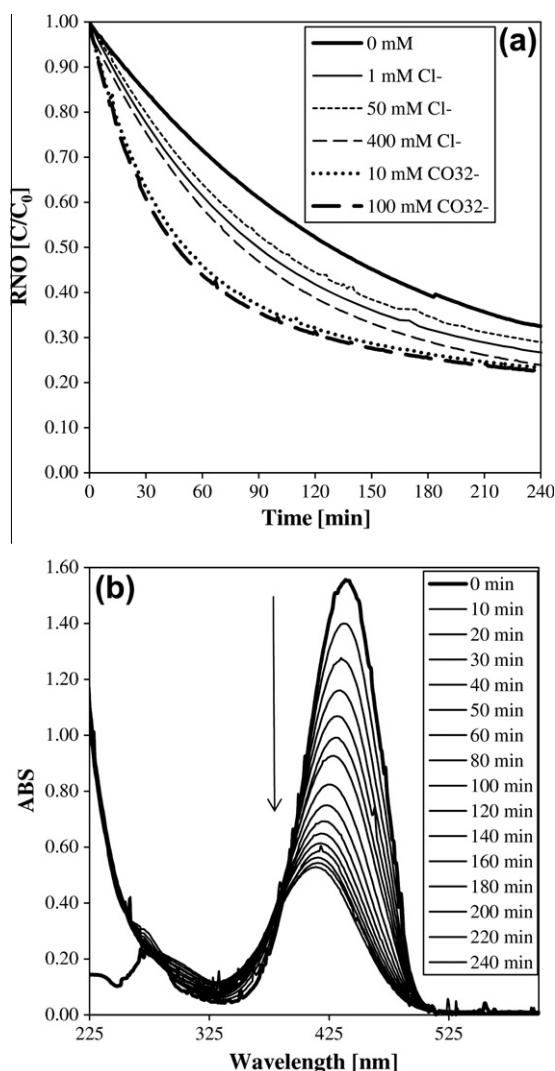 (a)
RNO [C/C0]
1.00
0.90
0.80
0.70
0.60
0.50
0.40
0.30
0.20
0.10
0.00
0 mM
1 mM Cl-
50 mM Cl-
400 mM Cl-
10 mM CO32-
100 mM CO32-
0 30 60 90 120 150 180 210 240
Time [min]
(b)
ABS
1.60
1.40
1.20
1.00
0.80
0.60
0.40
0.20
0.00
0 min
10 min
20 min
30 min
40 min
50 min
60 min
80 min
100 min
120 min
140 min
160 min
180 min
200 min
220 min
240 min
225 325 425 525
Wavelength [nm]